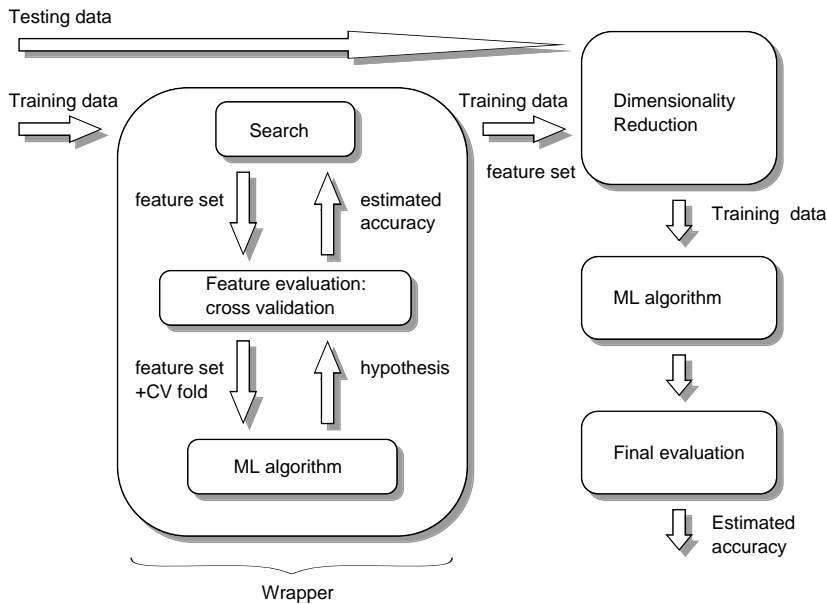 Testing data
Training data
Search
feature set
estimated
accuracy
Feature evaluation:
cross validation
feature set
+CV fold
hypothesis
ML algorithm
Wrapper
Training data
feature set
Dimensionality
Reduction
Training data
ML algorithm
Final evaluation
Estimated
accuracy